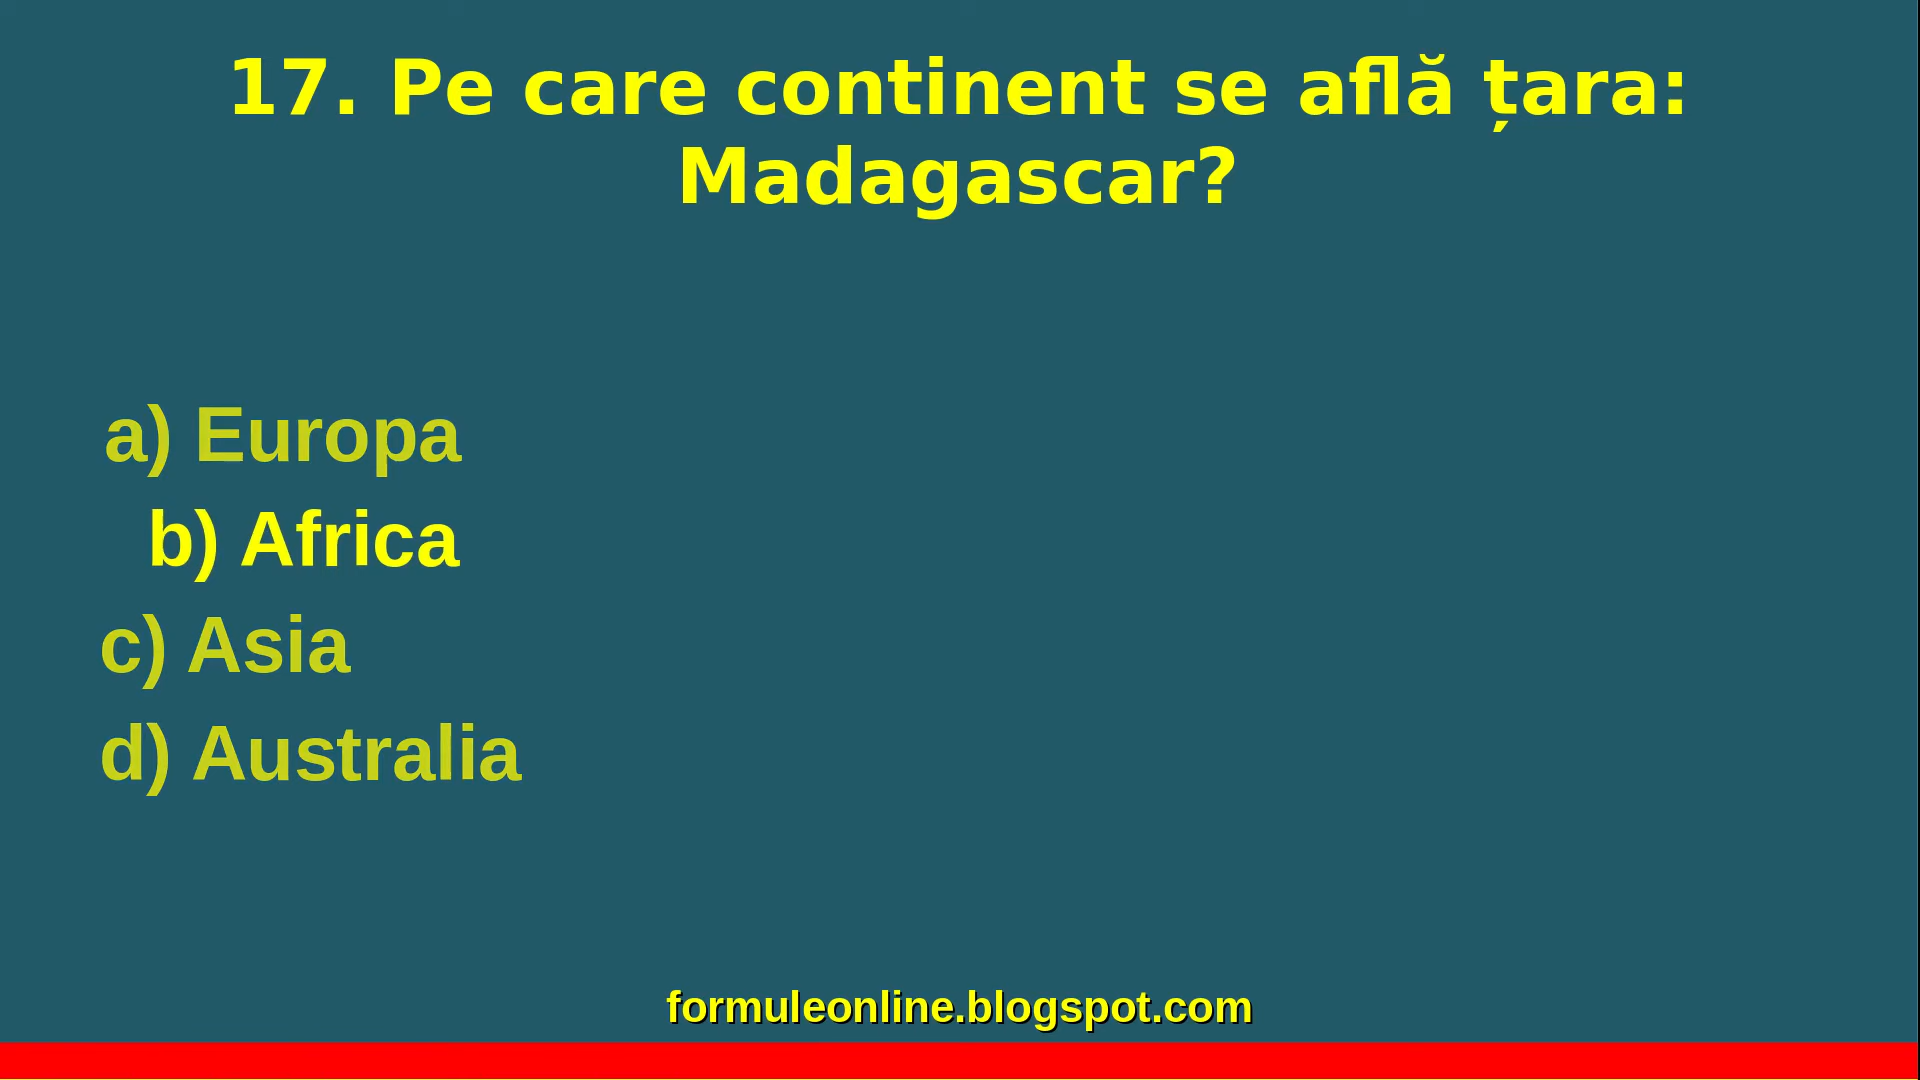 17. Pe care continent se află țara:
Madagascar?
a) Europa
b) Africa
c) Asia
d) Australia
formuleonline.blogspot.com